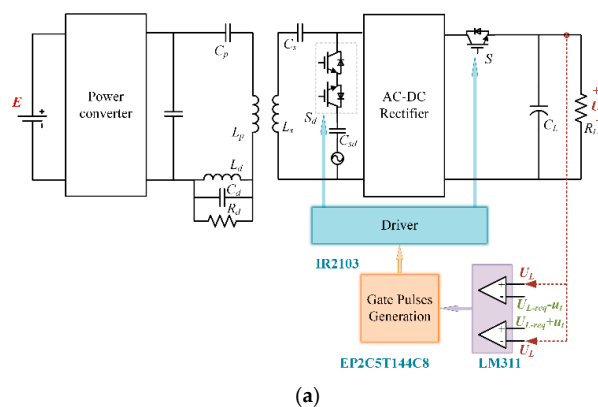 E
+
-
Power
converter
C_p
L_p
L_d
C_d
R_d
C_s
L_s
S_d
C_sd
AC-DC
Rectifier
S
C_L
+
U
R_L
-
Driver
IR2103
Gate Pulses
Generation
EP2C5T144C8
+
-
U_L
U_L-req-u_t
+
-
U_L-req+u_t
U_L
LM311
(a)